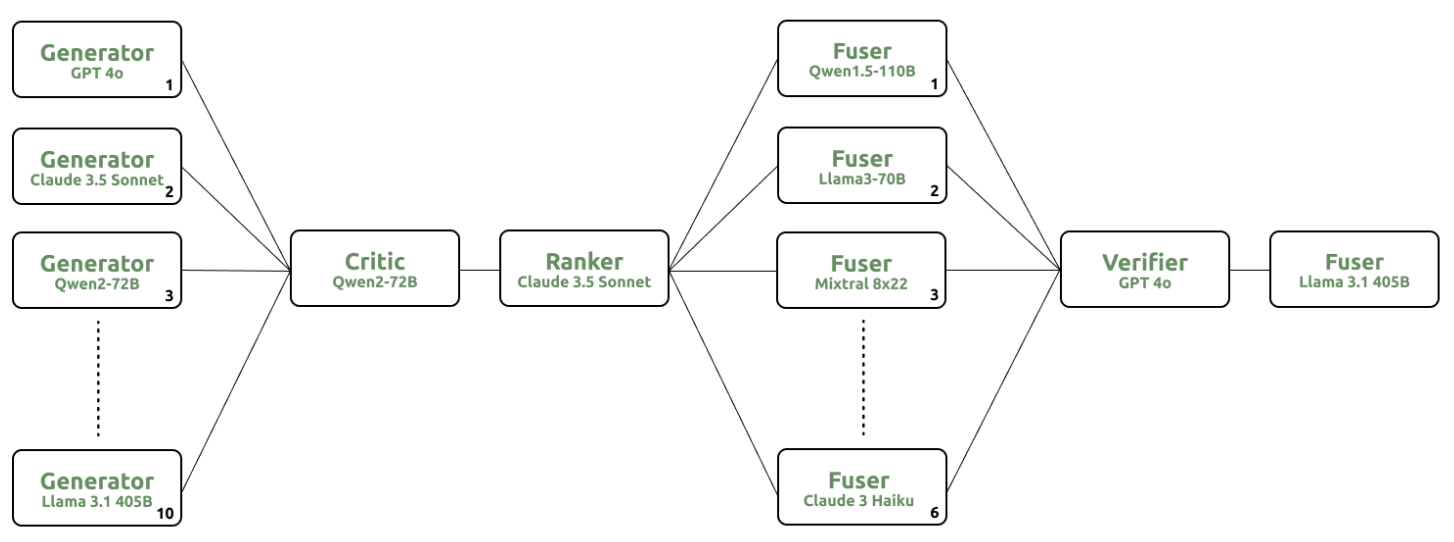 Generator
GPT 4o
1
Generator
Claude 3.5 Sonnet
2
Generator
Qwen2-72B
3
Generator
Llama 3.1 405B
10
Critic
Qwen2-72B
Ranker
Claude 3.5 Sonnet
Fuser
Qwen1.5-110B
1
Fuser
Llama3-70B
2
Fuser
Mixtral 8x22
3
Fuser
Claude 3 Haiku
6
Verifier
GPT 4o
Fuser
Llama 3.1 405B